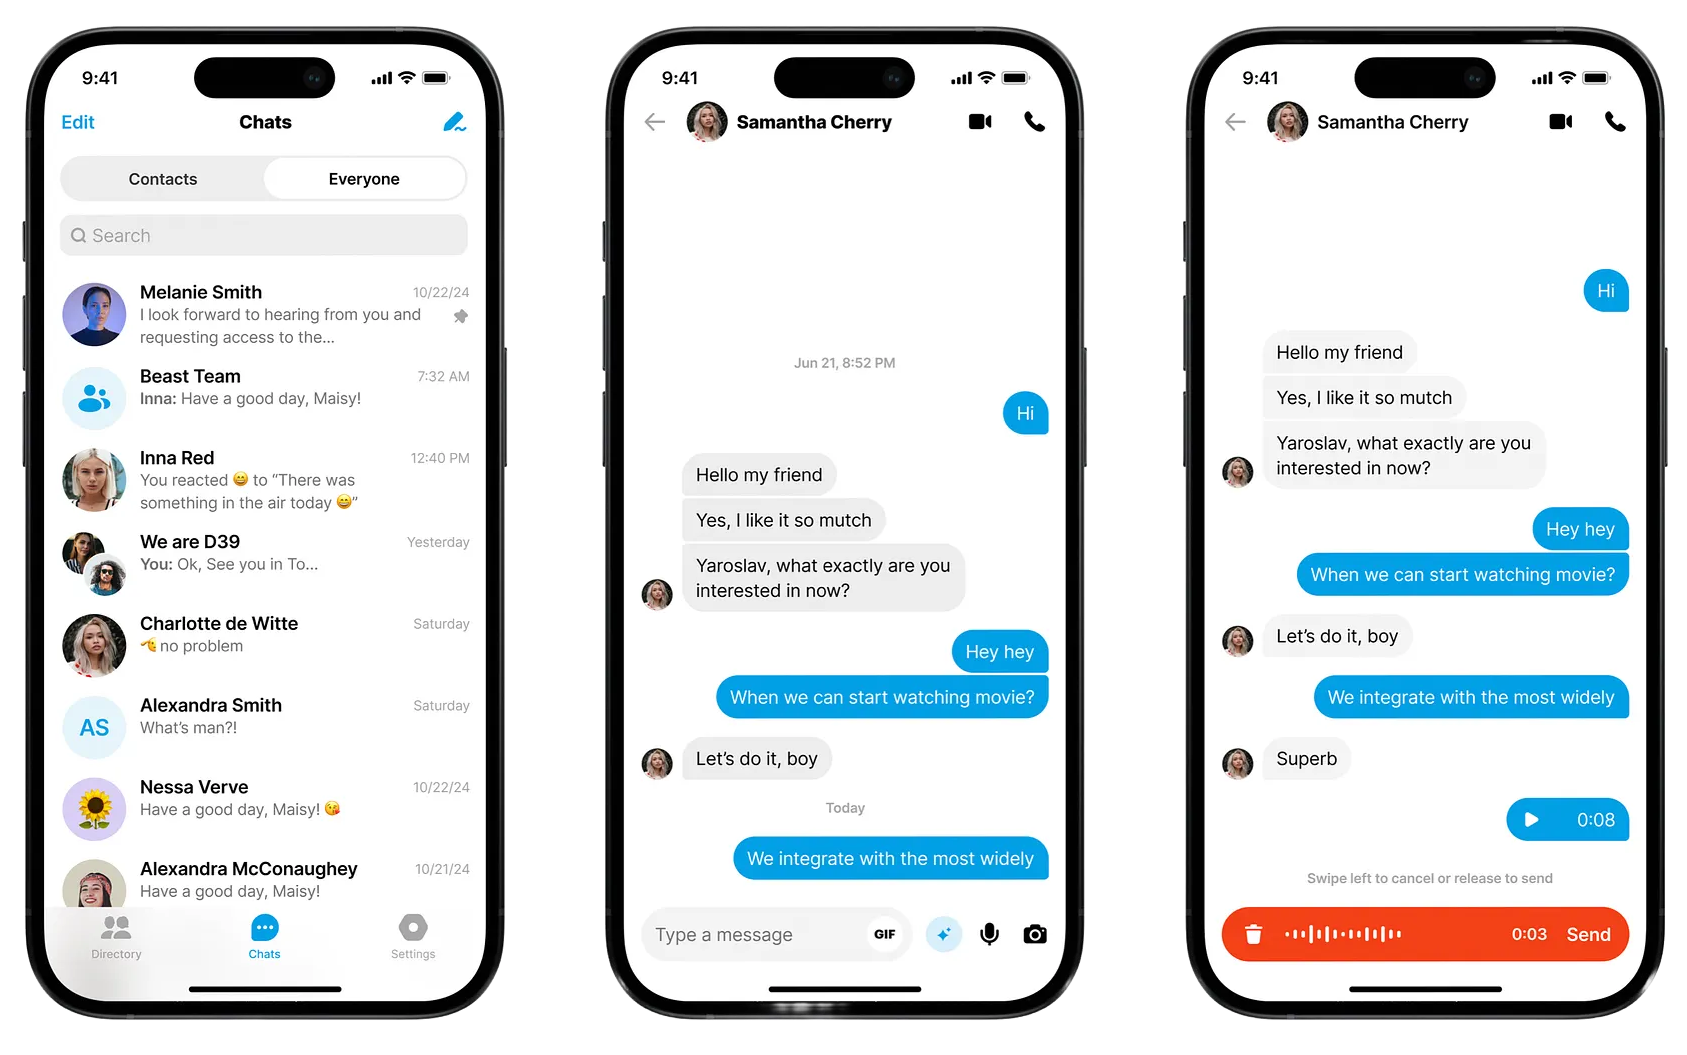 9:41
Edit
Chats
Contacts
Everyone
Search
Melanie Smith
10/22/24
I look forward to hearing from you and
requesting access to the...
Beast Team
7:32 AM
Inna: Have a good day, Maisy!
Inna Red
12:40 PM
You reacted 😄 to “There was
something in the air today 😄”
We are D39
Yesterday
You: Ok, See you in To...
Charlotte de Witte
Saturday
🫡 no problem
AS
Alexandra Smith
Saturday
What’s man?!
Nessa Verve
10/22/24
Have a good day, Maisy! 😘
Alexandra McConaughey
10/21/24
Have a good day, Maisy!
Directory
Chats
Settings
9:41
Samantha Cherry
Jun 21, 8:52 PM
Hi
Hello my friend
Yes, I like it so mutch
Yaroslav, what exactly are you
interested in now?
Hey hey
When we can start watching movie?
Let’s do it, boy
Today
We integrate with the most widely
Type a message
GIF
9:41
Samantha Cherry
Hi
Hello my friend
Yes, I like it so mutch
Yaroslav, what exactly are you
interested in now?
Hey hey
When we can start watching movie?
Let’s do it, boy
We integrate with the most widely
Superb
0:08
Swipe left to cancel or release to send
0:03
Send